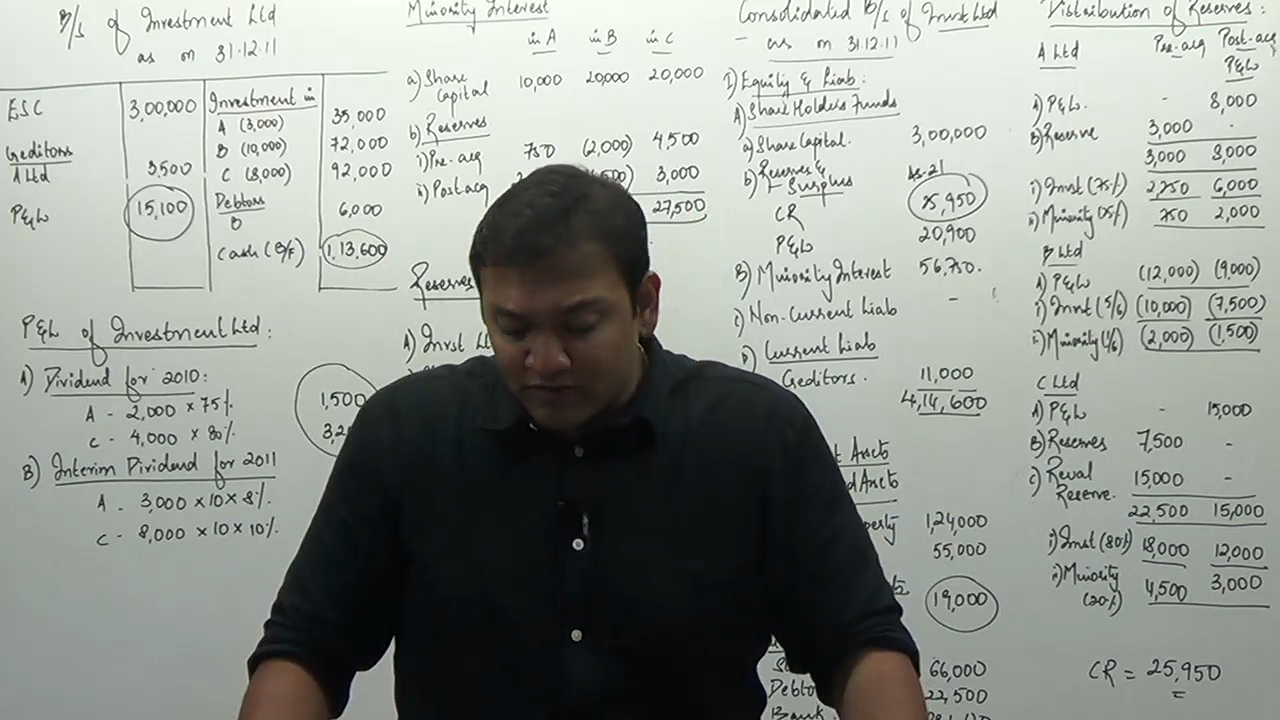 B/s of Investment Ltd
as on 31.12.11
ESC 3,00,000 Investment in
A (3,000) 35,000
B (10,000) 72,000
Creditors
A Ltd 3,500 C (8,000) 92,000
P&L 15,100 Debtors
B 6,000
Cash (B/F) 1,13,600
P&L of Investment Ltd:
A) Dividend for 2010:
A - 2,000 × 75% 1,500
C - 4,000 × 80%
B) Interim Dividend for 2011
A - 3,000 × 10 × 8%
C - 8,000 × 10 × 10%
Minority Interest
in A in B in C
a) Share Capital 10,000 20,000 20,000
b) Reserves
i) Pre-acq 750 (2,000) 4,500
ii) Post acq 3,000
27,500
Reserves
A) Invst
Consolidated B/s of Invst Ltd
as on 31.12.11
I) Equity & Liab:
A) Share Holders Funds
a) Share Capital. 3,00,000
b) Reserves & Surplus
CR 25,950
P&L 20,900
B) Minority Interest 56,750.
C) Non-Current Liab -
D) Current Liab
Creditors. 11,000
4,14,600
Assets
1,24,000
55,000
19,000
66,000
22,500
Bank
Distribution of Reserves:
A Ltd Pre-acq Post-acq
P&L
A) P&L. - 8,000
B) Reserve 3,000 -
3,000 8,000
i) Invst (75%) 2,250 6,000
ii) Minority (25%) 750 2,000
B Ltd
A) P&L (12,000) (9,000)
i) Invst (5/6) (10,000) (7,500)
ii) Minority (1/6) (2,000) (1,500)
C Ltd
A) P&L - 15,000
B) Reserves 7,500 -
C) Reval Reserve. 15,000 -
22,500 15,000
i) Invst (80%) 18,000 12,000
ii) Minority (20%) 4,500 3,000
CR = 25,950